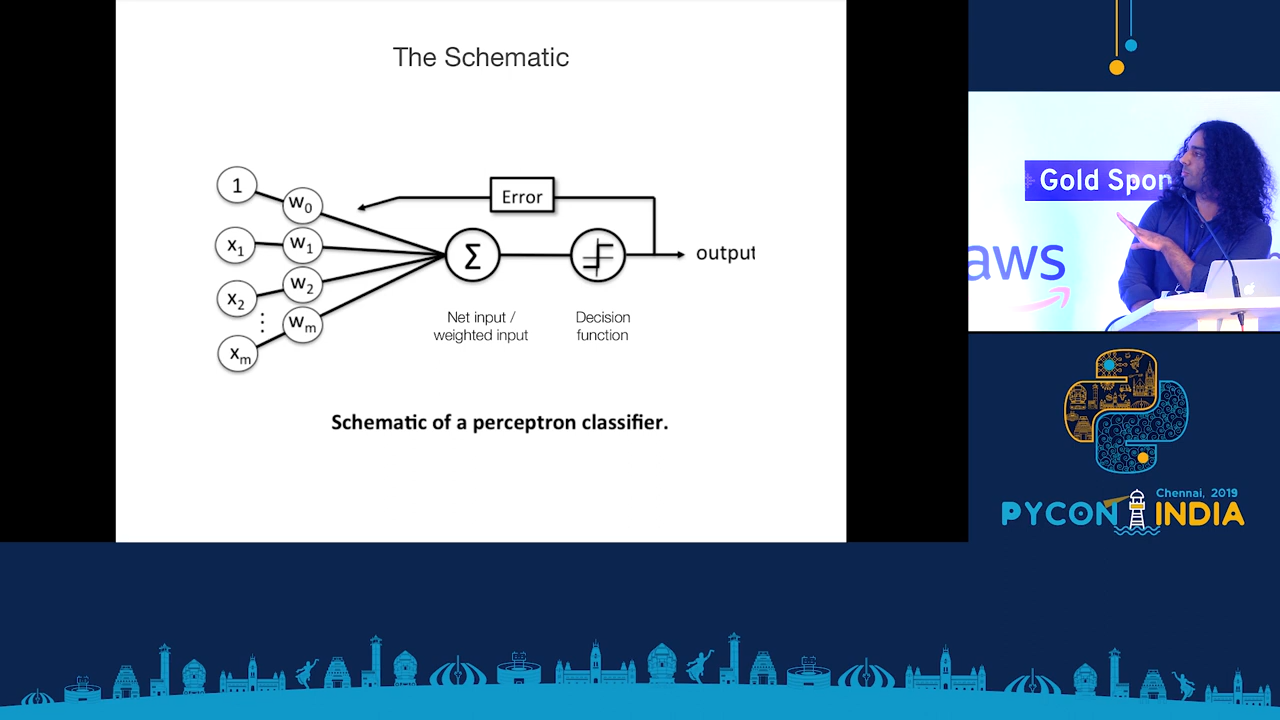 The Schematic
1
w0
x1
w1
x2
w2
xm
wm
Σ
Error
output
Net input /
weighted input
Decision
function
Schematic of a perceptron classifier.
Gold Spon
aws
Chennai, 2019
PYCON INDIA